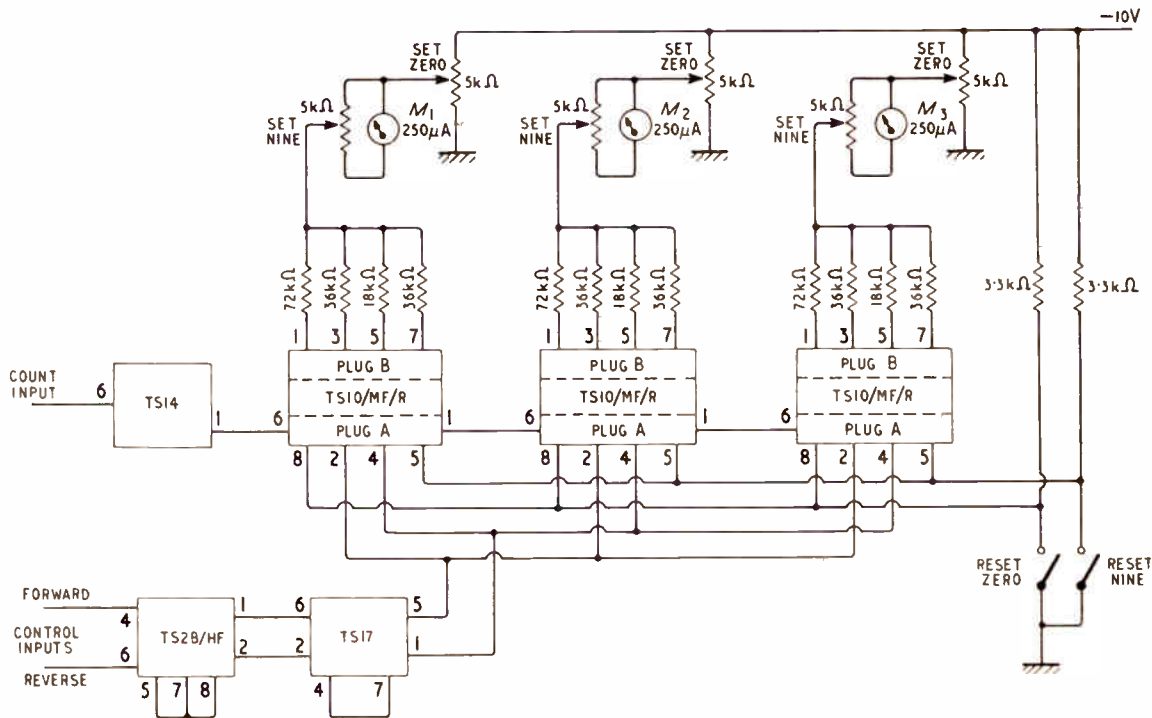 −10V
SET ZERO
5kΩ
5kΩ
SET NINE
M1
250μA
SET ZERO
5kΩ
5kΩ
SET NINE
M2
250μA
SET ZERO
5kΩ
5kΩ
SET NINE
M3
250μA
72kΩ
36kΩ
18kΩ
36kΩ
72kΩ
36kΩ
18kΩ
36kΩ
72kΩ
36kΩ
18kΩ
36kΩ
3·3kΩ
3·3kΩ
1 3 5 7
1 3 5 7
1 3 5 7
PLUG B
TS10/MF/R
PLUG A
PLUG B
TS10/MF/R
PLUG A
PLUG B
TS10/MF/R
PLUG A
COUNT INPUT
6
TS14
1
6
1
6
1
6
8 2 4 5
8 2 4 5
8 2 4 5
RESET ZERO
RESET NINE
FORWARD
4
CONTROL INPUTS
6
REVERSE
TS2B/HF
1
2
5 7 8
6
2
TS17
5
1
4 7